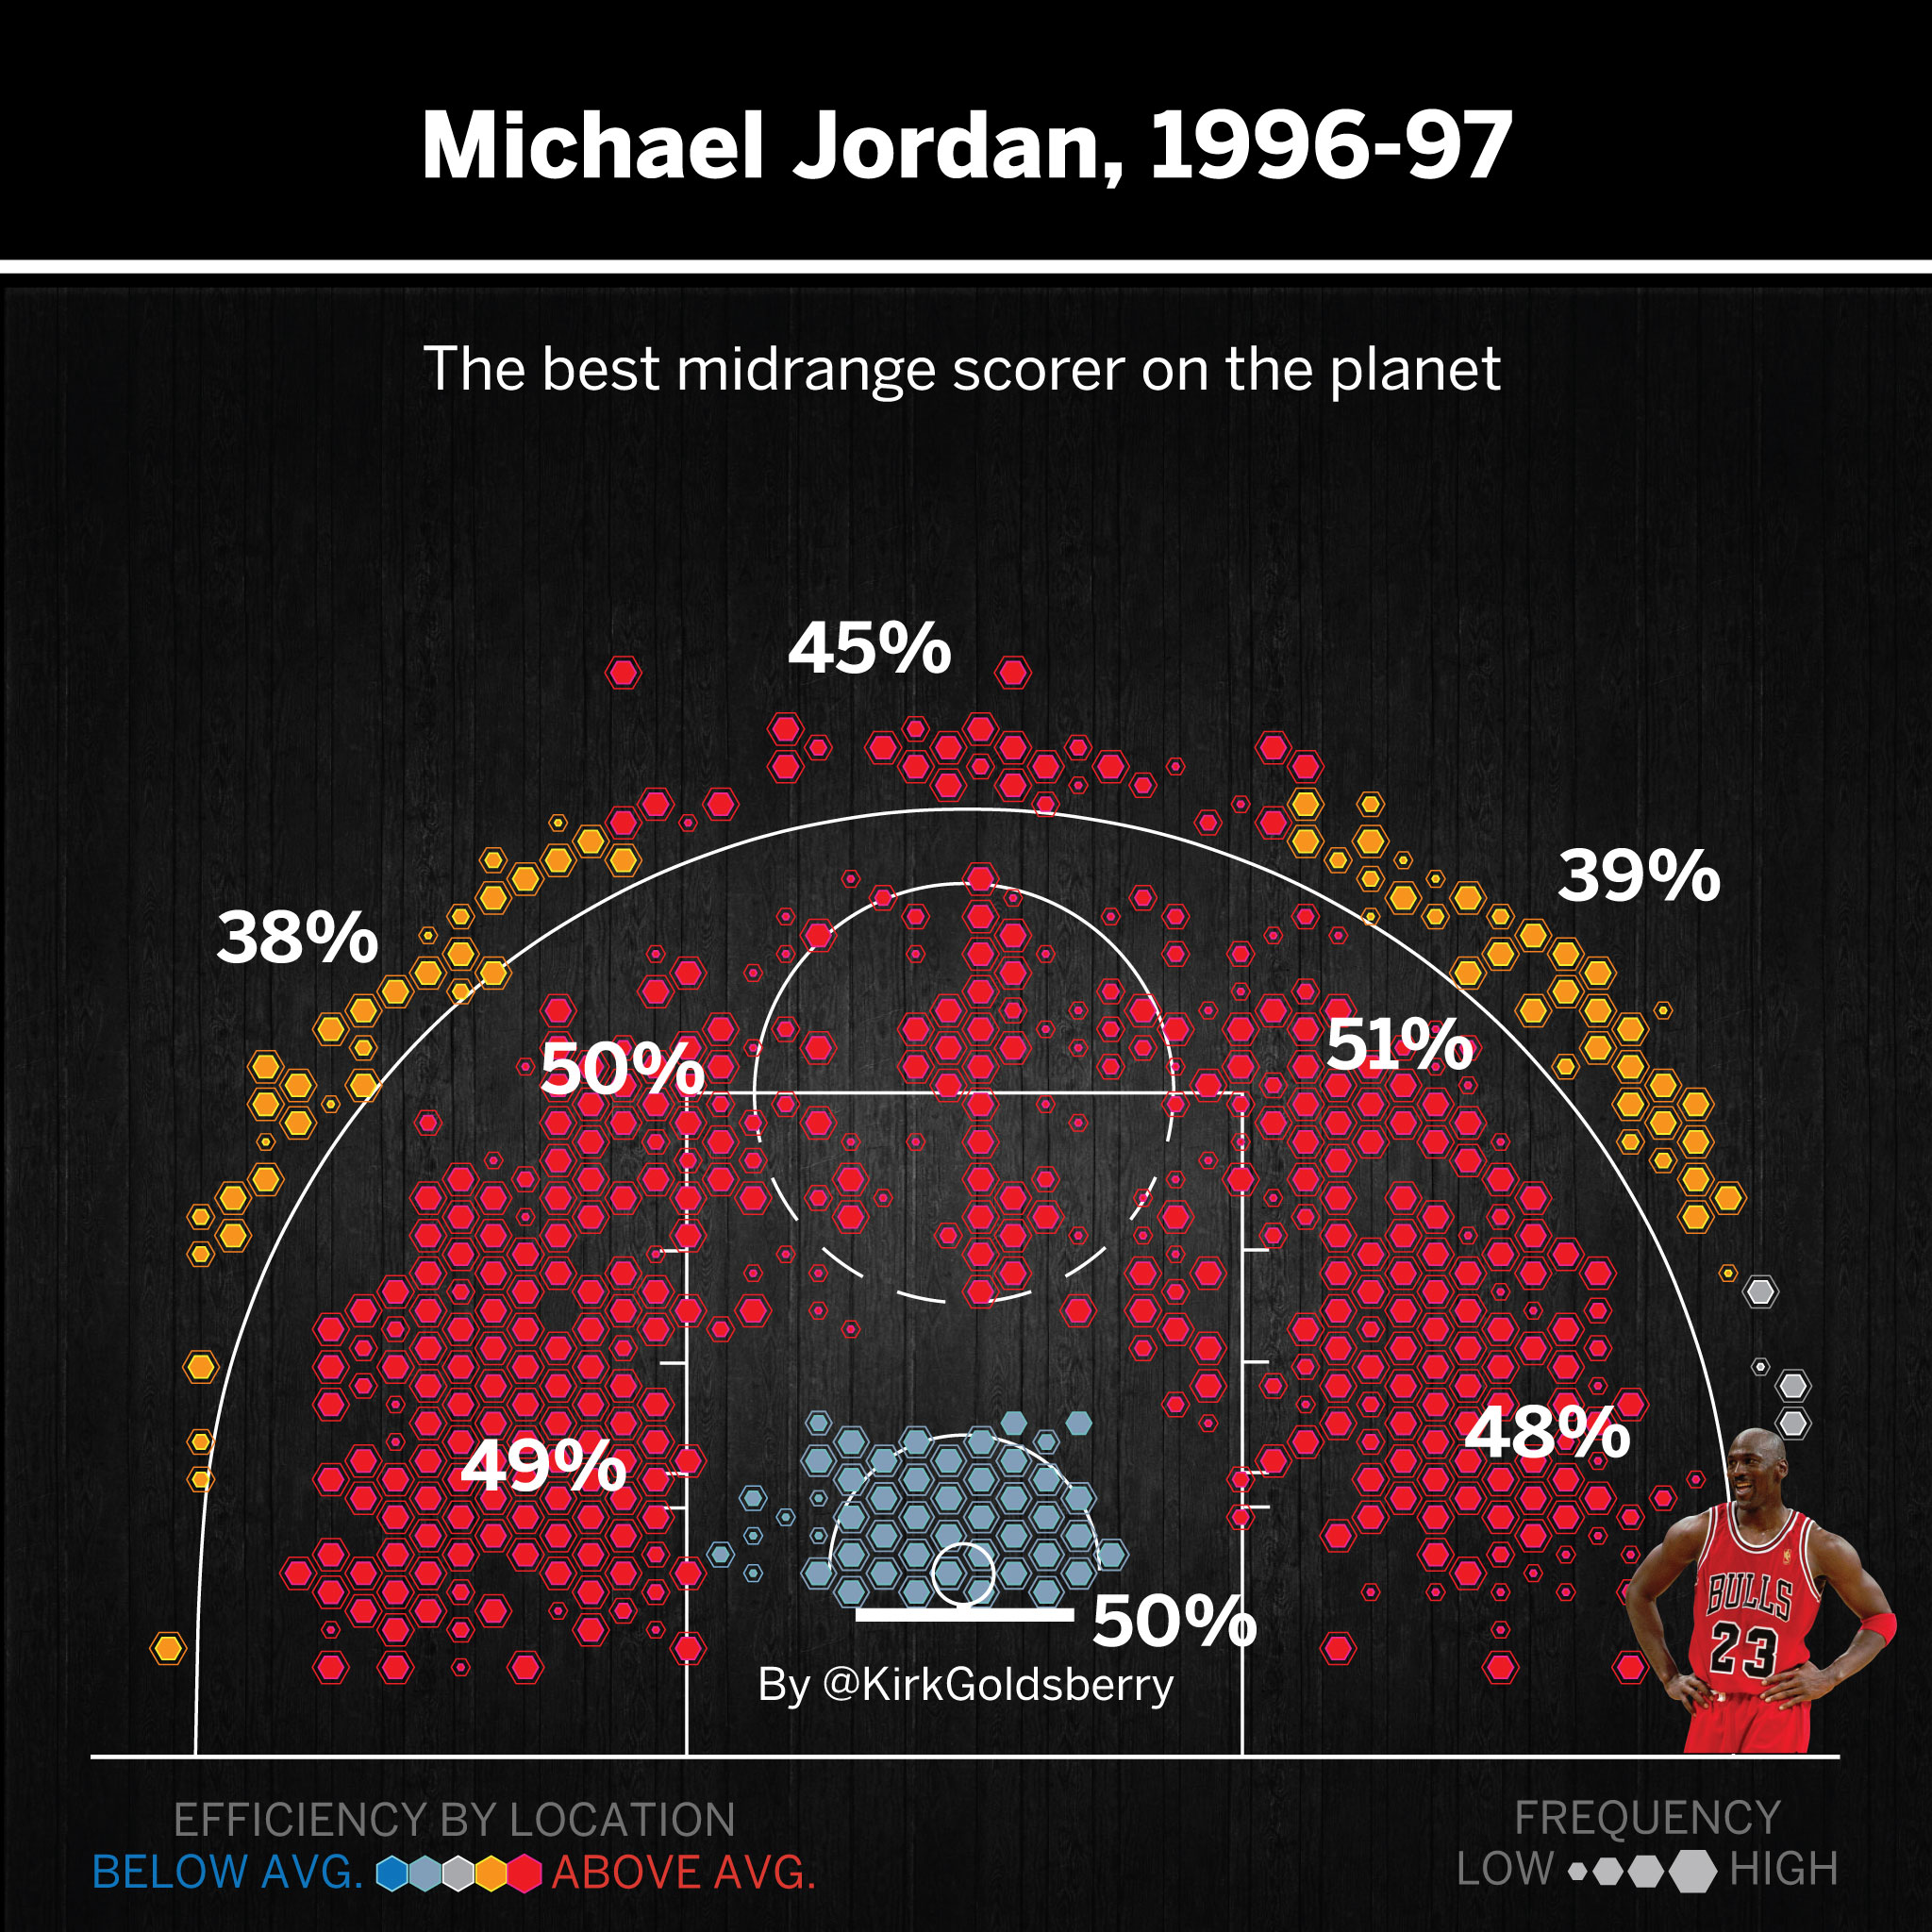 Michael Jordan, 1996-97
The best midrange scorer on the planet
45%
39%
38%
51%
50%
48%
49%
50%
By @KirkGoldsberry
BULLS
23
EFFICIENCY BY LOCATION
BELOW AVG. ABOVE AVG.
FREQUENCY
LOW HIGH